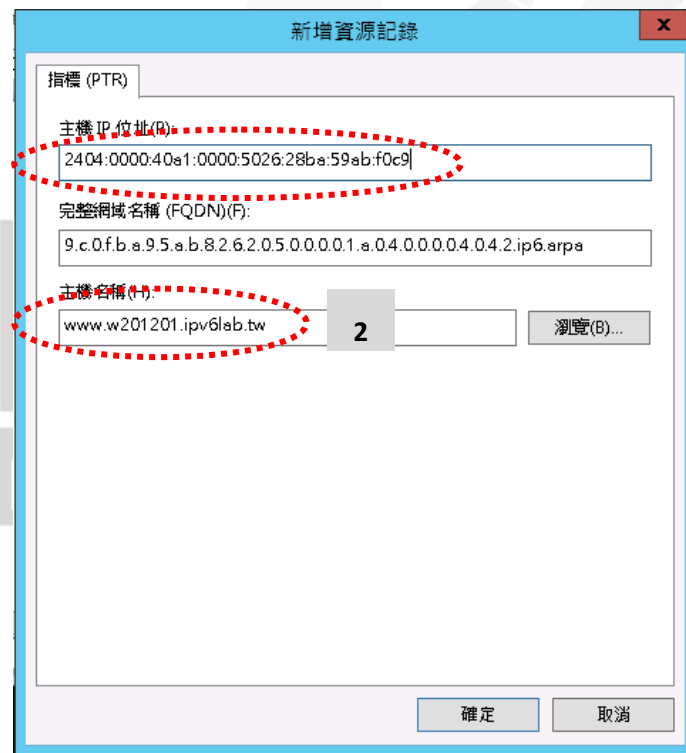 新增資源記錄
x
指標 (PTR)
主機 IP 位址(P):
2404:0000:40a1:0000:5026:28ba:59ab:f0c9
完整網域名稱 (FQDN)(F):
9.c.0.f.b.a.9.5.a.b.8.2.6.2.0.5.0.0.0.0.1.a.0.4.0.0.0.0.4.0.4.2.ip6.arpa
主機名稱(H):
www.w201201.ipv6lab.tw
2
瀏覽(B)...
確定
取消